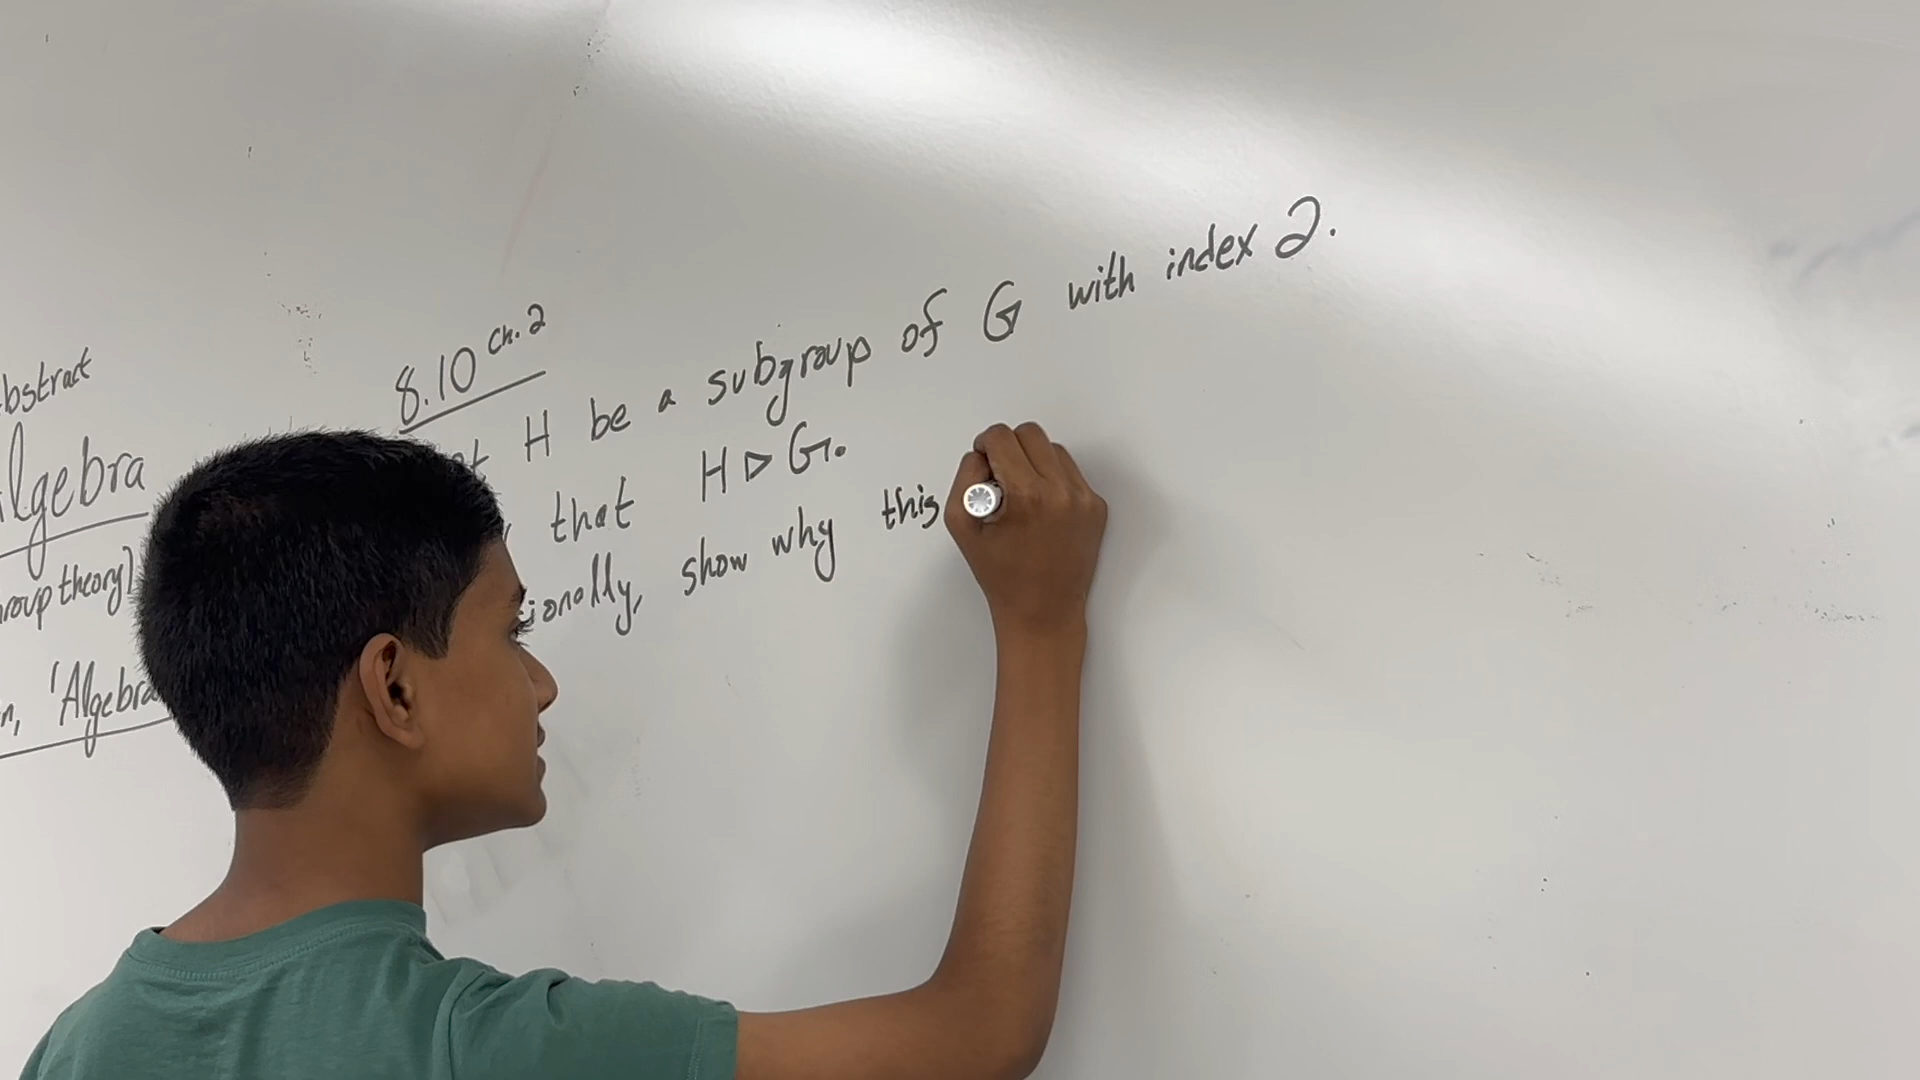 8.10 Ch. 2
H be a subgroup of G with index 2.
that H ▷ G.
ionally, show why this
bstract
lgebra
roup theory]
n, 'Algebra